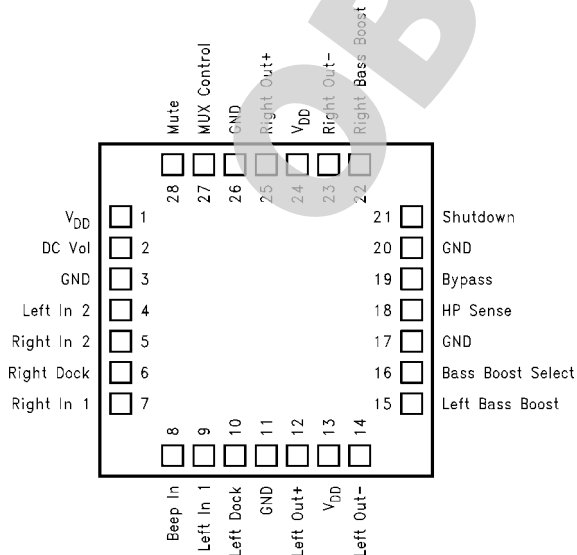 Mute
MUX Control
GND
Right Out+
VDD
Right Out-
Right Bass Boost
28
27
26
25
24
23
22
VDD 1
DC Vol 2
GND 3
Left In 2 4
Right In 2 5
Right Dock 6
Right In 1 7
21 Shutdown
20 GND
19 Bypass
18 HP Sense
17 GND
16 Bass Boost Select
15 Left Bass Boost
8
9
10
11
12
13
14
Beep In
Left In 1
Left Dock
GND
Left Out+
VDD
Left Out-